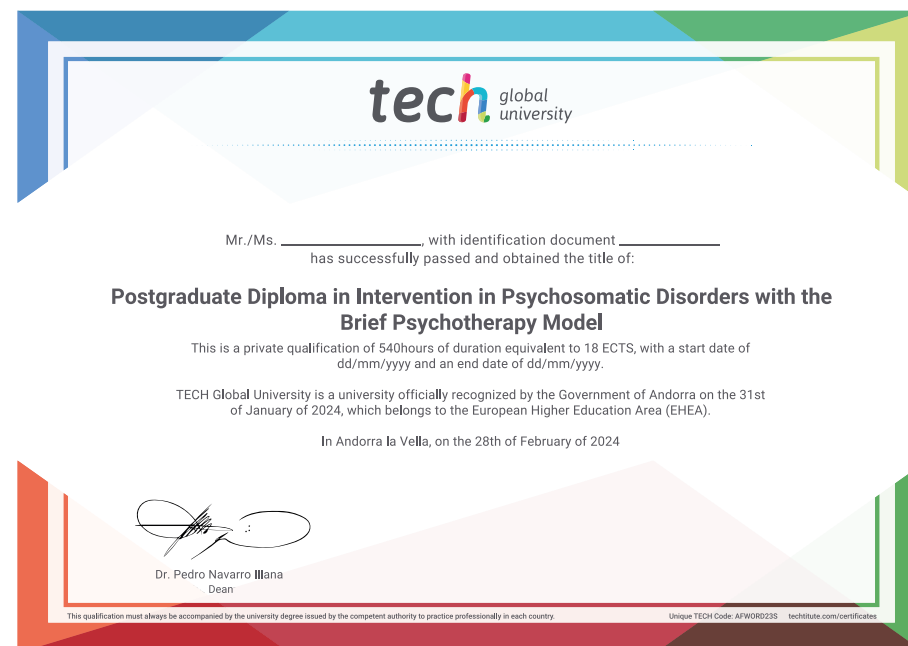 tech global university
Mr./Ms. ____________________, with identification document ______________
has successfully passed and obtained the title of:
Postgraduate Diploma in Intervention in Psychosomatic Disorders with the
Brief Psychotherapy Model
This is a private qualification of 540hours of duration equivalent to 18 ECTS, with a start date of
dd/mm/yyyy and an end date of dd/mm/yyyy.
TECH Global University is a university officially recognized by the Government of Andorra on the 31st
of January of 2024, which belongs to the European Higher Education Area (EHEA).
In Andorra la Vella, on the 28th of February of 2024
Dr. Pedro Navarro Illana
Dean
This qualification must always be accompanied by the university degree issued by the competent authority to practice professionally in each country.
Unique TECH Code: AFWORD23S techtitute.com/certificates